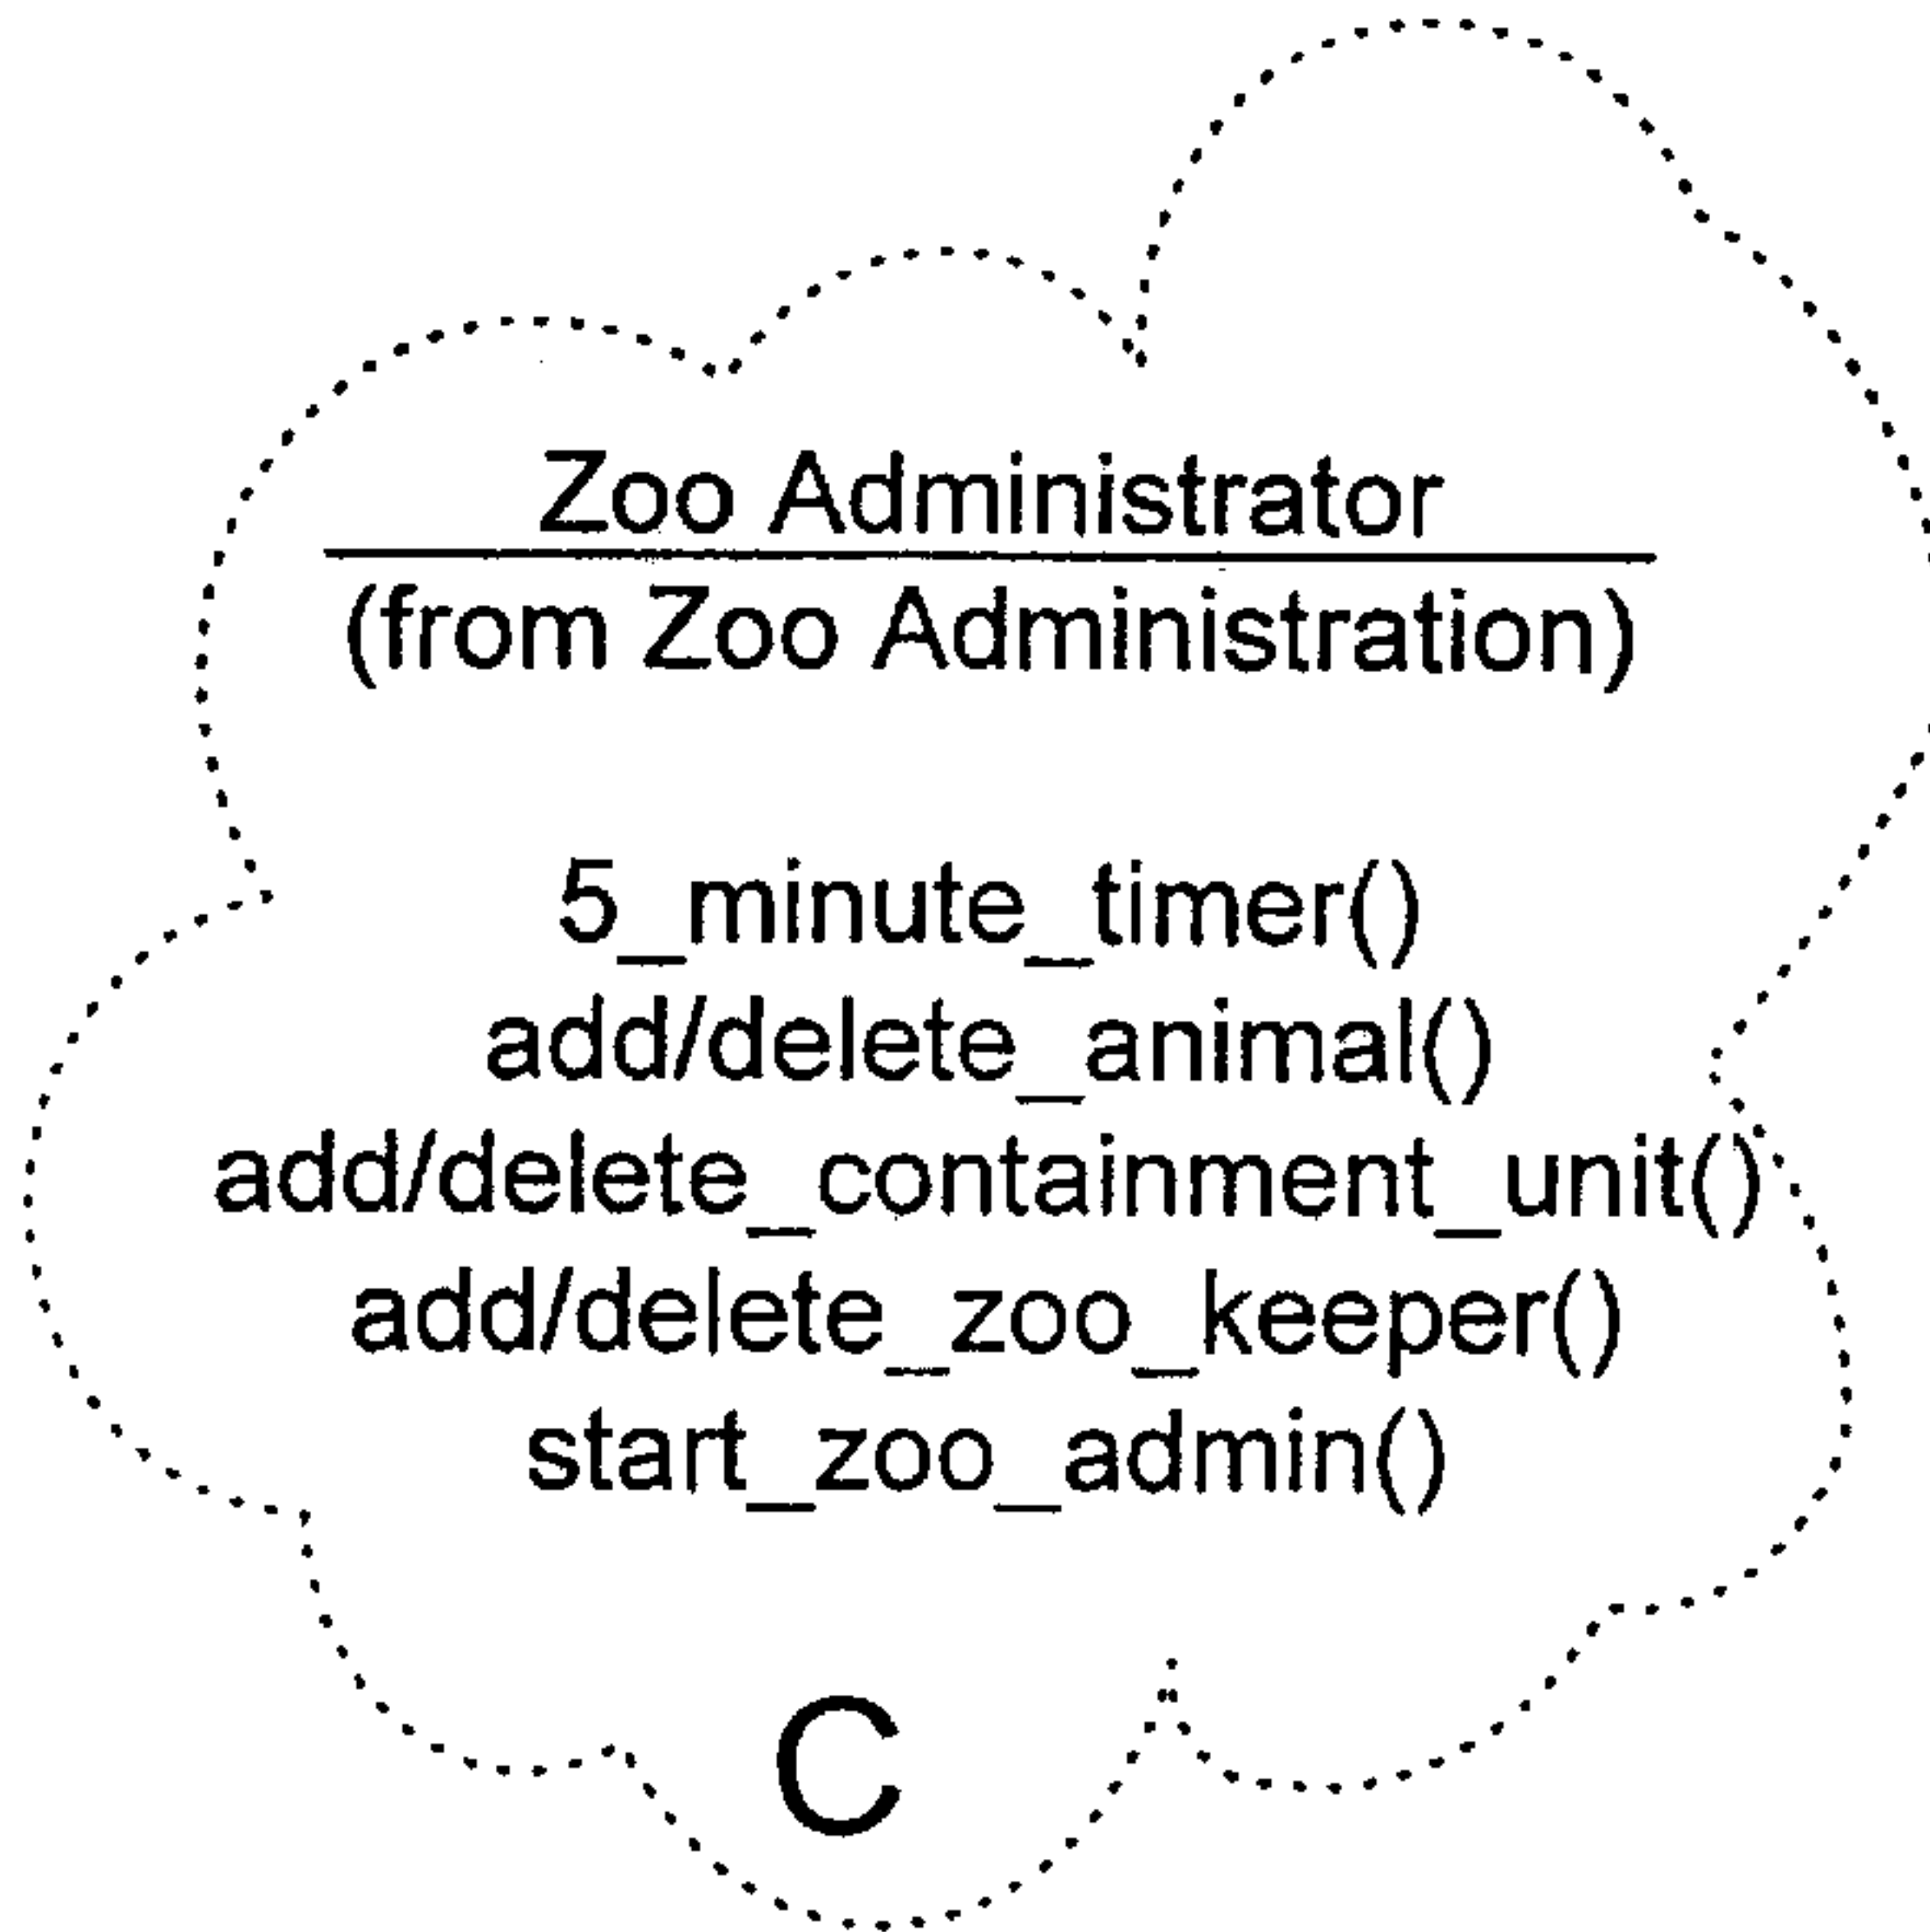 Zoo Administrator
(from Zoo Administration)
5_minute_timer()
add/delete_animal()
add/delete_containment_unit()
add/delete_zoo_keeper()
start_zoo_admin()
C